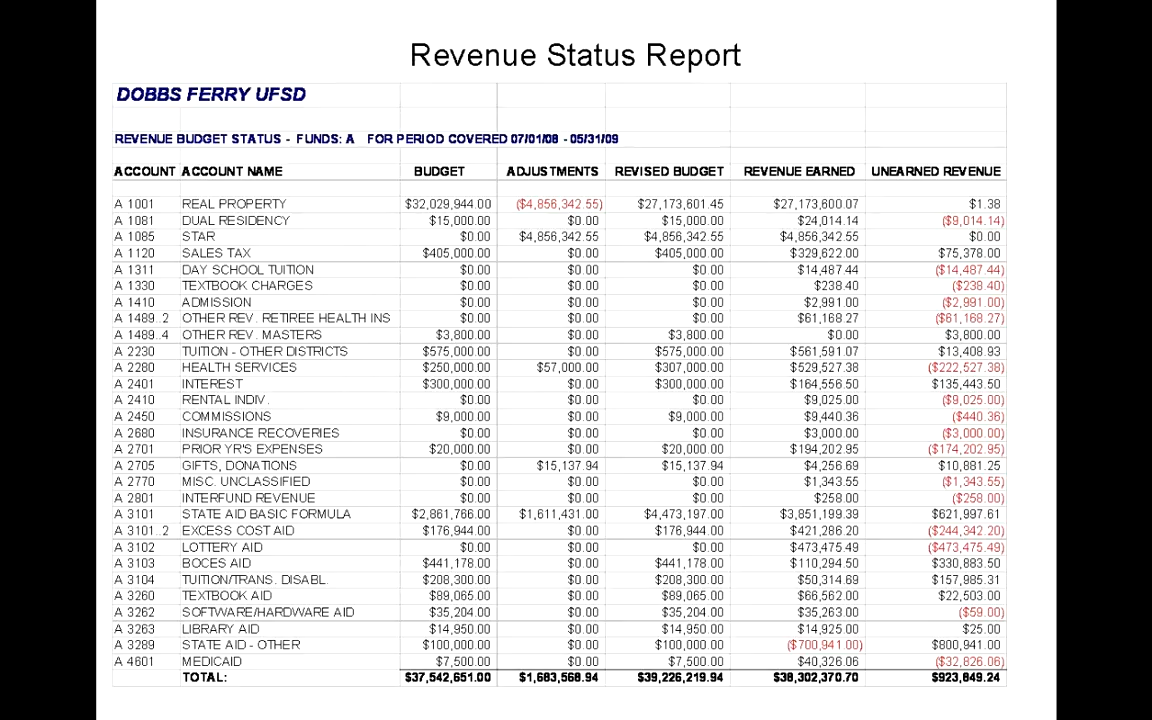 Revenue Status Report
DOBBS FERRY UFSD
REVENUE BUDGET STATUS - FUNDS: A FOR PERIOD COVERED 07/01/08 - 05/31/09
ACCOUNT ACCOUNT NAME BUDGET ADJUSTMENTS REVISED BUDGET REVENUE EARNED UNEARNED REVENUE
A 1001 REAL PROPERTY $32,029,944.00 ($4,856,342.55) $27,173,601.45 $27,173,600.07 $1.38
A 1081 DUAL RESIDENCY $15,000.00 $0.00 $15,000.00 $24,014.14 ($9,014.14)
A 1085 STAR $0.00 $4,856,342.55 $4,856,342.55 $4,856,342.55 $0.00
A 1120 SALES TAX $405,000.00 $0.00 $405,000.00 $329,622.00 $75,378.00
A 1311 DAY SCHOOL TUITION $0.00 $0.00 $0.00 $14,487.44 ($14,487.44)
A 1330 TEXTBOOK CHARGES $0.00 $0.00 $0.00 $238.40 ($238.40)
A 1410 ADMISSION $0.00 $0.00 $0.00 $2,991.00 ($2,991.00)
A 1489..2 OTHER REV. RETIREE HEALTH INS $0.00 $0.00 $0.00 $61,168.27 ($61,168.27)
A 1489..4 OTHER REV. MASTERS $3,800.00 $0.00 $3,800.00 $0.00 $3,800.00
A 2230 TUITION - OTHER DISTRICTS $575,000.00 $0.00 $575,000.00 $561,591.07 $13,408.93
A 2280 HEALTH SERVICES $250,000.00 $57,000.00 $307,000.00 $529,527.38 ($222,527.38)
A 2401 INTEREST $300,000.00 $0.00 $300,000.00 $164,556.50 $135,443.50
A 2410 RENTAL INDIV. $0.00 $0.00 $0.00 $9,025.00 ($9,025.00)
A 2450 COMMISSIONS $9,000.00 $0.00 $9,000.00 $9,440.36 ($440.36)
A 2680 INSURANCE RECOVERIES $0.00 $0.00 $0.00 $3,000.00 ($3,000.00)
A 2701 PRIOR YR'S EXPENSES $20,000.00 $0.00 $20,000.00 $194,202.95 ($174,202.95)
A 2705 GIFTS, DONATIONS $0.00 $15,137.94 $15,137.94 $4,256.69 $10,881.25
A 2770 MISC. UNCLASSIFIED $0.00 $0.00 $0.00 $1,343.55 ($1,343.55)
A 2801 INTERFUND REVENUE $0.00 $0.00 $0.00 $258.00 ($258.00)
A 3101 STATE AID BASIC FORMULA $2,861,766.00 $1,611,431.00 $4,473,197.00 $3,851,199.39 $621,997.61
A 3101..2 EXCESS COST AID $176,944.00 $0.00 $176,944.00 $421,286.20 ($244,342.20)
A 3102 LOTTERY AID $0.00 $0.00 $0.00 $473,475.49 ($473,475.49)
A 3103 BOCES AID $441,178.00 $0.00 $441,178.00 $110,294.50 $330,883.50
A 3104 TUITION/TRANS. DISABL. $208,300.00 $0.00 $208,300.00 $50,314.69 $157,985.31
A 3260 TEXTBOOK AID $89,065.00 $0.00 $89,065.00 $66,562.00 $22,503.00
A 3262 SOFTWARE/HARDWARE AID $35,204.00 $0.00 $35,204.00 $35,263.00 ($59.00)
A 3263 LIBRARY AID $14,950.00 $0.00 $14,950.00 $14,925.00 $25.00
A 3289 STATE AID - OTHER $100,000.00 $0.00 $100,000.00 ($700,941.00) $800,941.00
A 4601 MEDICAID $7,500.00 $0.00 $7,500.00 $40,326.06 ($32,826.06)
TOTAL: $37,542,651.00 $1,683,568.94 $39,226,219.94 $38,302,370.70 $923,849.24